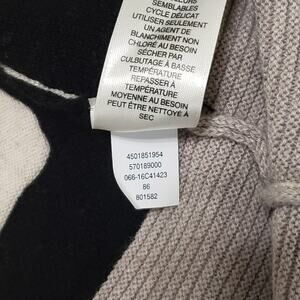 SEMBLABLES
CYCLE DÉLICAT
UTILISER SEULEMENT
UN AGENT DE
BLANCHIMENT NON
CHLORÉ AU BESOIN
SÉCHER PAR
CULBUTAGE À BASSE
TEMPÉRATURE
REPASSER À
TEMPÉRATURE
MOYENNE AU BESOIN
PEUT ÊTRE NETTOYÉ À
SEC
4501851954
570189000
066-16C41423
86
801582